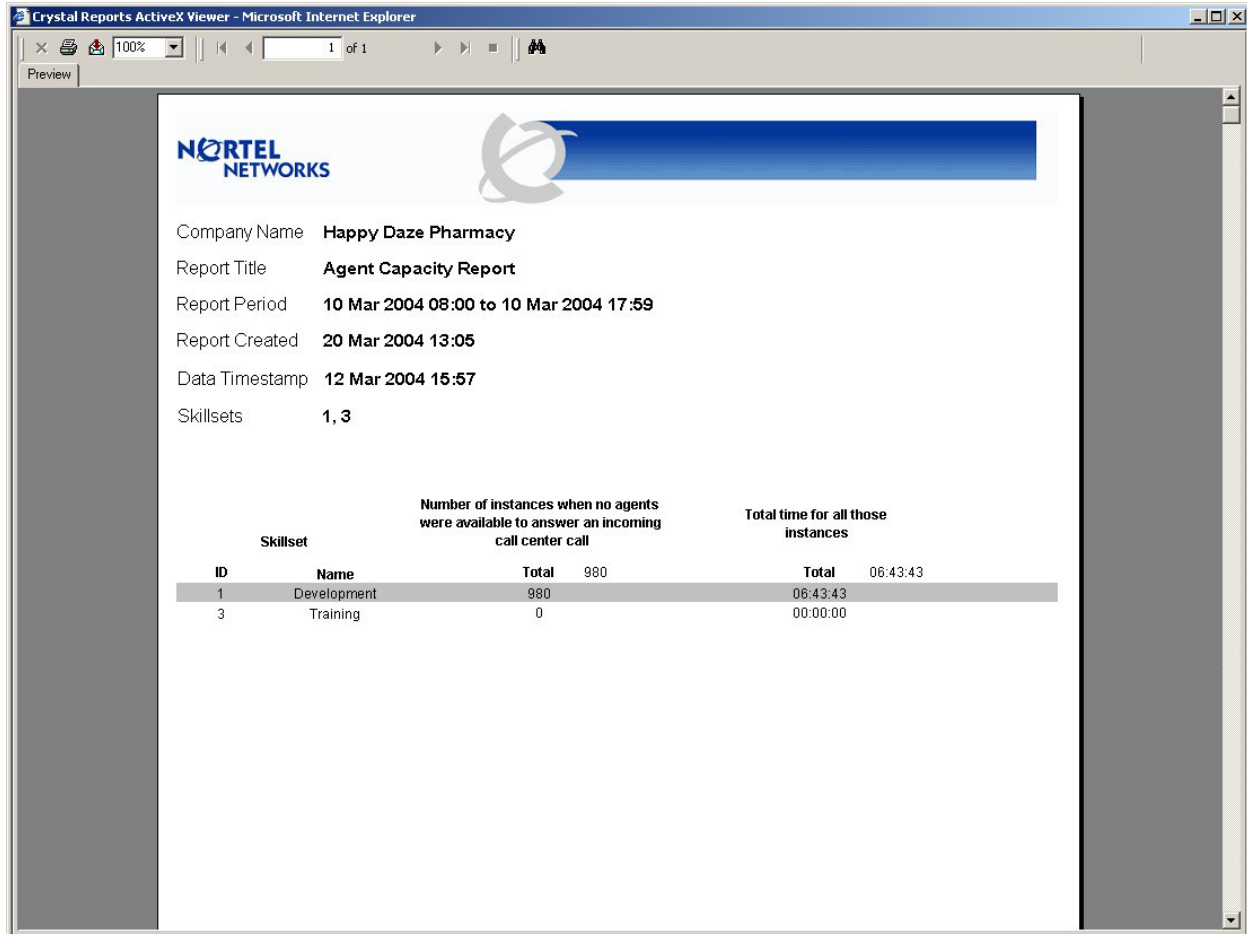 Crystal Reports ActiveX Viewer - Microsoft Internet Explorer
100%
1 of 1
Preview
NORTEL
NETWORKS
Company Name Happy Daze Pharmacy
Report Title Agent Capacity Report
Report Period 10 Mar 2004 08:00 to 10 Mar 2004 17:59
Report Created 20 Mar 2004 13:05
Data Timestamp 12 Mar 2004 15:57
Skillsets 1, 3
Skillset
Number of instances when no agents
were available to answer an incoming
call center call
Total time for all those
instances
ID Name Total 980 Total 06:43:43
1 Development 980 06:43:43
3 Training 0 00:00:00